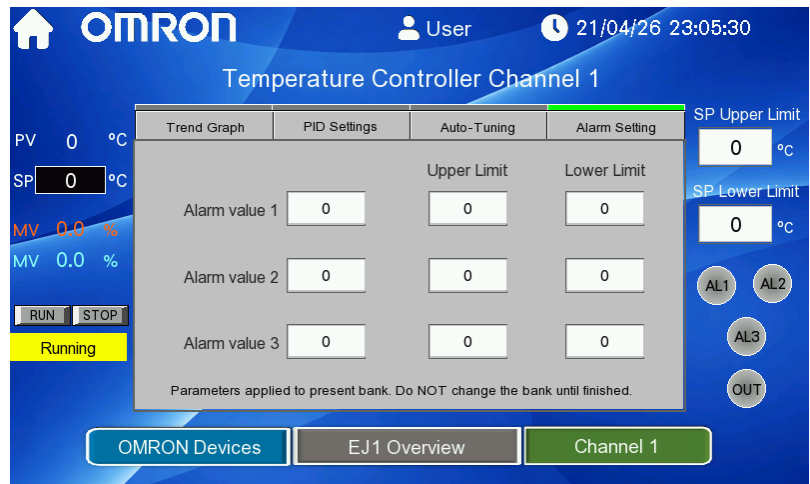 OMRON
User
21/04/26 23:05:30
Temperature Controller Channel 1
Trend Graph
PID Settings
Auto-Tuning
Alarm Setting
PV 0 ºC
SP 0 ºC
MV 0.0 %
MV 0.0 %
RUN
STOP
Running
Upper Limit
Lower Limit
Alarm value 1 0 0 0
Alarm value 2 0 0 0
Alarm value 3 0 0 0
Parameters applied to present bank. Do NOT change the bank until finished.
SP Upper Limit
0 ºC
SP Lower Limit
0 ºC
AL1
AL2
AL3
OUT
OMRON Devices
EJ1 Overview
Channel 1